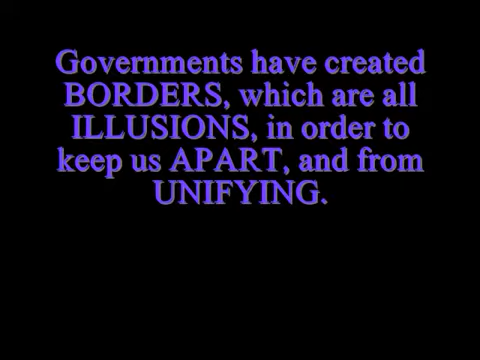 Governments have created
BORDERS, which are all
ILLUSIONS, in order to
keep us APART, and from
UNIFYING.